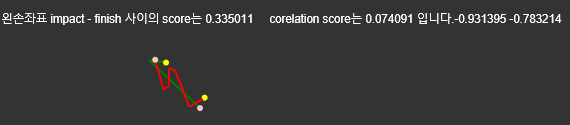 왼손좌표 impact - finish 사이의 score는 0.335011 corelation score는 0.074091 입니다.-0.931395 -0.783214